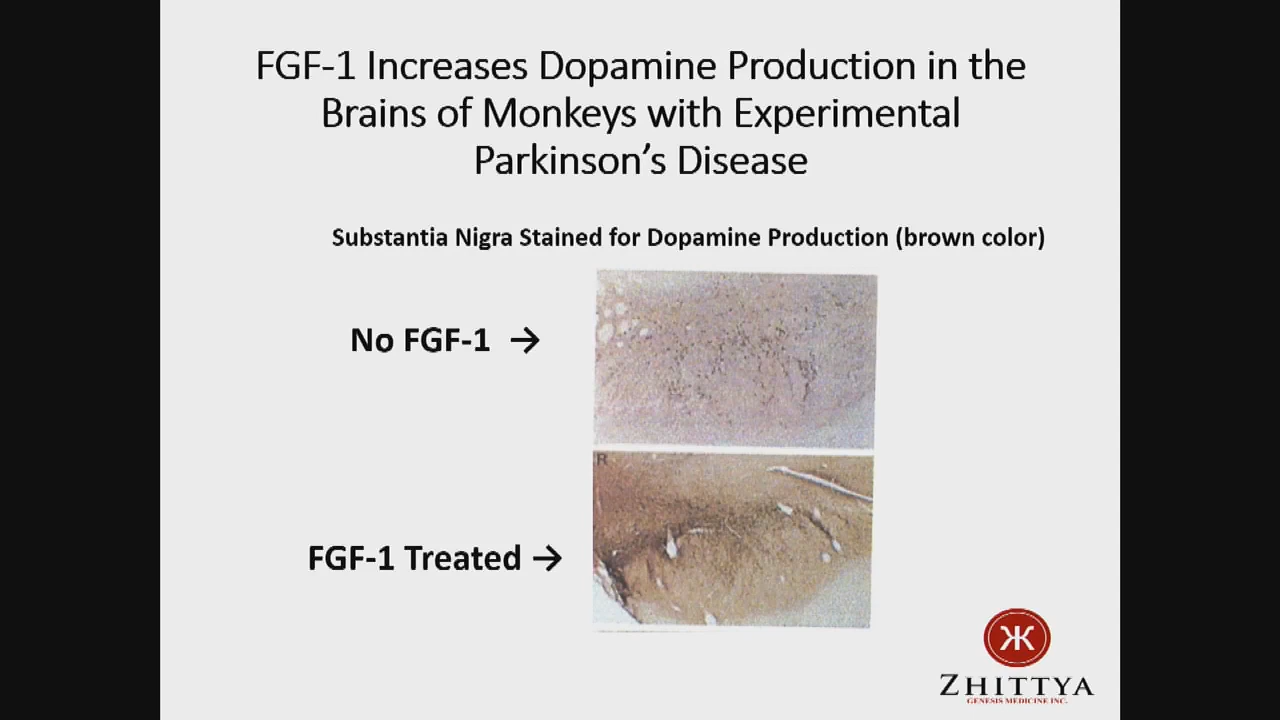 FGF-1 Increases Dopamine Production in the
Brains of Monkeys with Experimental
Parkinson’s Disease
Substantia Nigra Stained for Dopamine Production (brown color)
No FGF-1 →
R
FGF-1 Treated →
ZHITTYA
GENESIS MEDICINE INC.